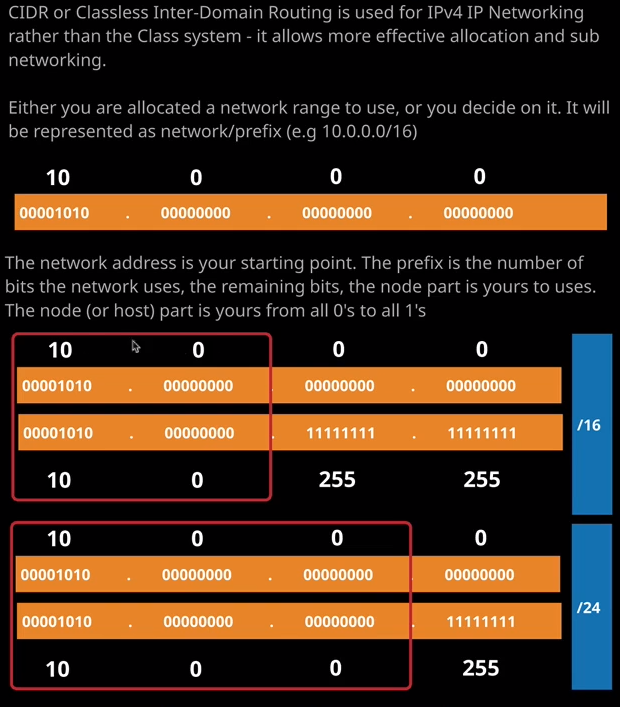 CIDR or Classless Inter-Domain Routing is used for IPv4 IP Networking
rather than the Class system - it allows more effective allocation and sub
networking.
Either you are allocated a network range to use, or you decide on it. It will
be represented as network/prefix (e.g 10.0.0.0/16)
10 0 0 0
00001010 . 00000000 . 00000000 . 00000000
The network address is your starting point. The prefix is the number of
bits the network uses, the remaining bits, the node part is yours to uses.
The node (or host) part is yours from all 0's to all 1's
10 0 0 0
00001010 . 00000000 . 00000000 . 00000000
/16
00001010 . 00000000 . 11111111 . 11111111
10 0 255 255
10 0 0 0
00001010 . 00000000 . 00000000 . 00000000
/24
00001010 . 00000000 . 00000000 . 11111111
10 0 0 255